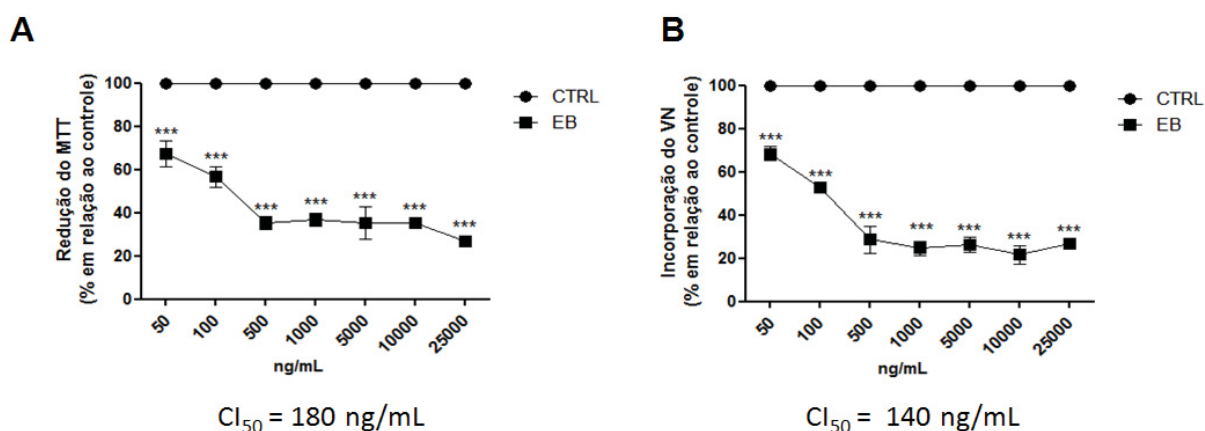 A
Redução do MTT
(% em relação ao controle)
100
80
60
40
20
0
***
***
***
***
***
***
***
50
100
500
1000
5000
10000
25000
ng/mL
CTRL
EB
CI₅₀ = 180 ng/mL
B
Incorporação do VN
(% em relação ao controle)
100
80
60
40
20
0
***
***
***
***
***
***
***
50
100
500
1000
5000
10000
25000
ng/mL
CTRL
EB
CI₅₀ = 140 ng/mL